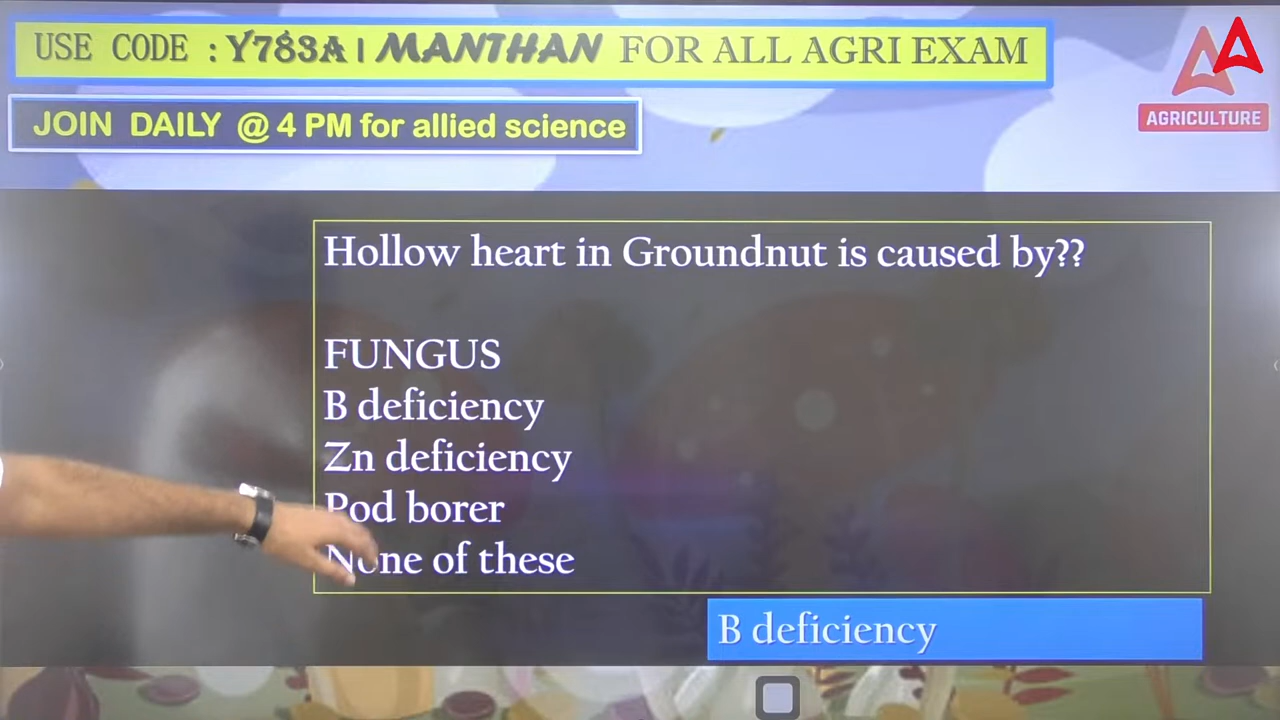 USE CODE : Y783A | MANTHAN FOR ALL AGRI EXAM
JOIN DAILY @ 4 PM for allied science
AGRICULTURE
Hollow heart in Groundnut is caused by??
FUNGUS
B deficiency
Zn deficiency
Pod borer
None of these
B deficiency